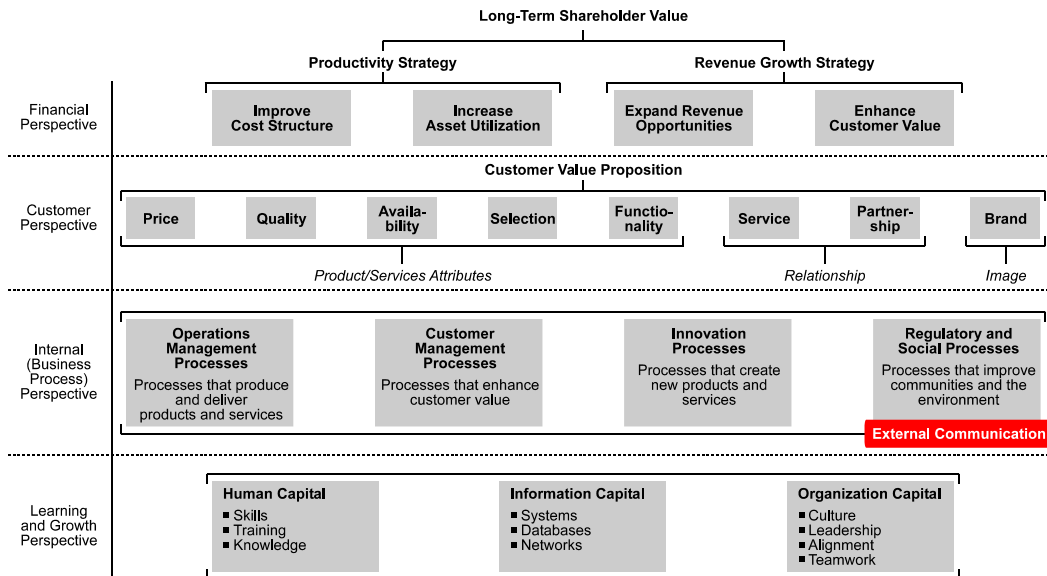 Long-Term Shareholder Value
Productivity Strategy
Revenue Growth Strategy
Financial
Perspective
Improve
Cost Structure
Increase
Asset Utilization
Expand Revenue
Opportunities
Enhance
Customer Value
Customer Value Proposition
Customer
Perspective
Price
Quality
Availa-
bility
Selection
Functio-
nality
Service
Partner-
ship
Brand
Product/Services Attributes
Relationship
Image
Internal
(Business
Process)
Perspective
Operations
Management
Processes
Processes that produce
and deliver
products and services
Customer
Management
Processes
Processes that enhance
customer value
Innovation
Processes
Processes that create
new products and
services
Regulatory and
Social Processes
Processes that improve
communities and the
environment
External Communication
Learning
and Growth
Perspective
Human Capital
▪ Skills
▪ Training
▪ Knowledge
Information Capital
▪ Systems
▪ Databases
▪ Networks
Organization Capital
▪ Culture
▪ Leadership
▪ Alignment
▪ Teamwork